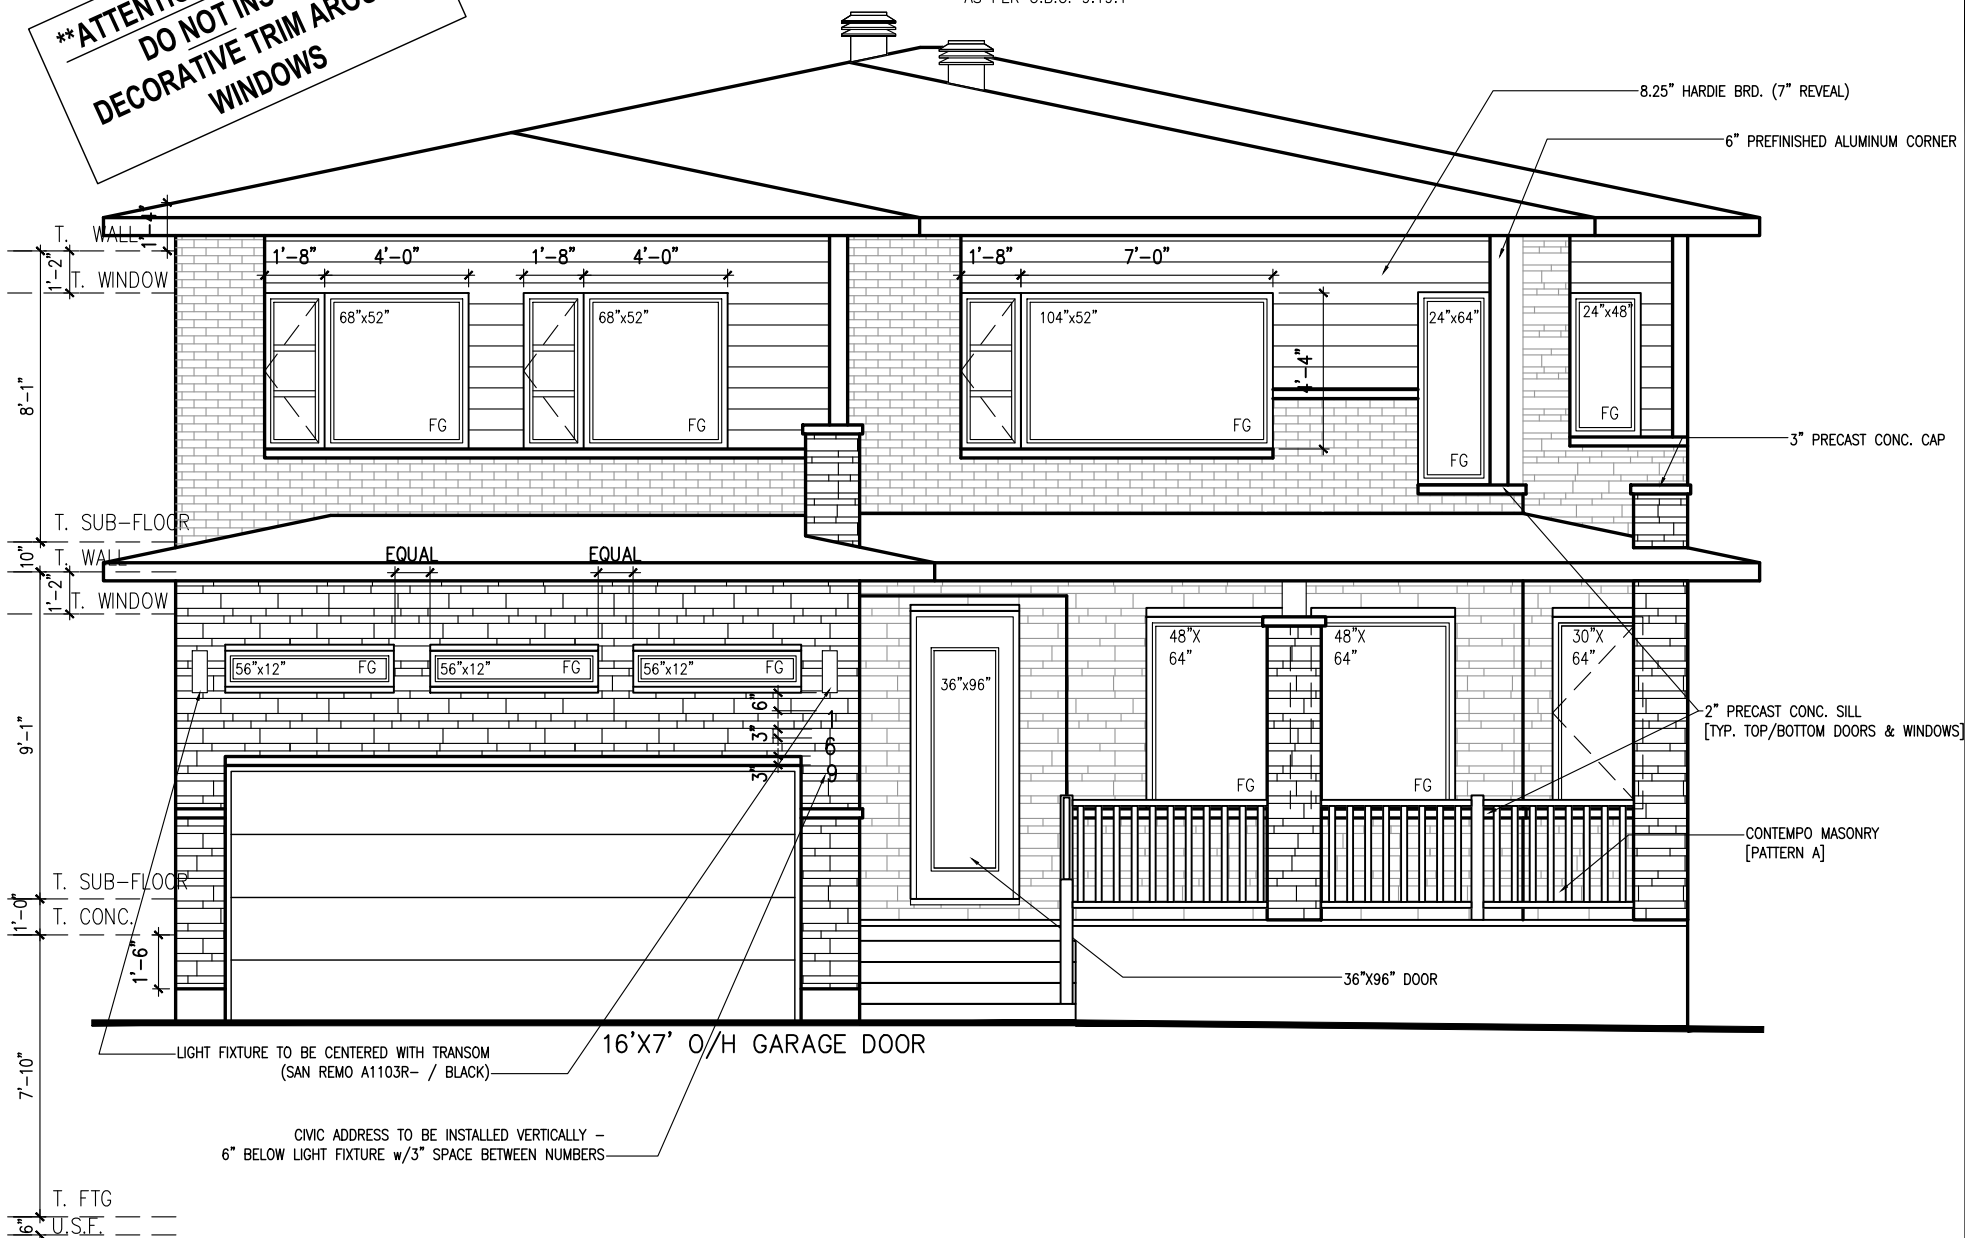 DO NOT
DECORATIVE TRIM
WINDOWS
AS PER O.B.C. 9.19.1
8.25" HARDIE BRD. (7" REVEAL)
6" PREFINISHED ALUMINUM CORNER
1'-4"
T. WALL
1'-2"
T. WINDOW
1'-8" 4'-0" 1'-8" 4'-0" 1'-8" 7'-0"
68"x52" 68"x52" 104"x52" 24"x64" 24"x48"
4'-4"
8'-1"
FG FG FG FG FG
3" PRECAST CONC. CAP
T. SUB-FLOOR
10"
T. WALL
EQUAL EQUAL
1'-2"
T. WINDOW
56"x12" FG 56"x12" FG 56"x12" FG
48"X
64"
48"X
64"
30"X
64"
36"x96"
6"
1
3"
6
3"
9
9'-1"
2" PRECAST CONC. SILL
[TYP. TOP/BOTTOM DOORS & WINDOWS]
FG FG
CONTEMPO MASONRY
[PATTERN A]
T. SUB-FLOOR
1'-0"
T. CONC.
1'-6"
36"X96" DOOR
16'X7' O/H GARAGE DOOR
LIGHT FIXTURE TO BE CENTERED WITH TRANSOM
(SAN REMO A1103R- / BLACK)
7'-10"
CIVIC ADDRESS TO BE INSTALLED VERTICALLY -
6" BELOW LIGHT FIXTURE w/3" SPACE BETWEEN NUMBERS
T. FTG
6"
U.S.F.